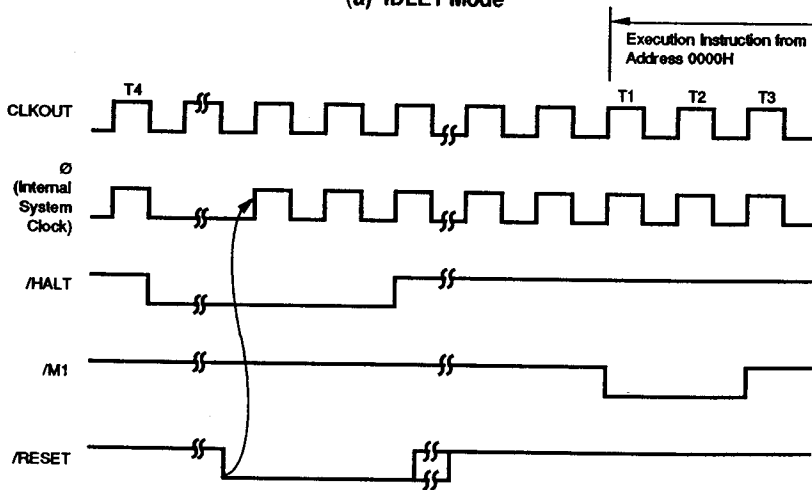 (a) IDLE1 Mode
Execution Instruction from
Address 0000H
T4
T1
T2
T3
CLKOUT
Ø
(Internal
System
Clock)
/HALT
/M1
/RESET